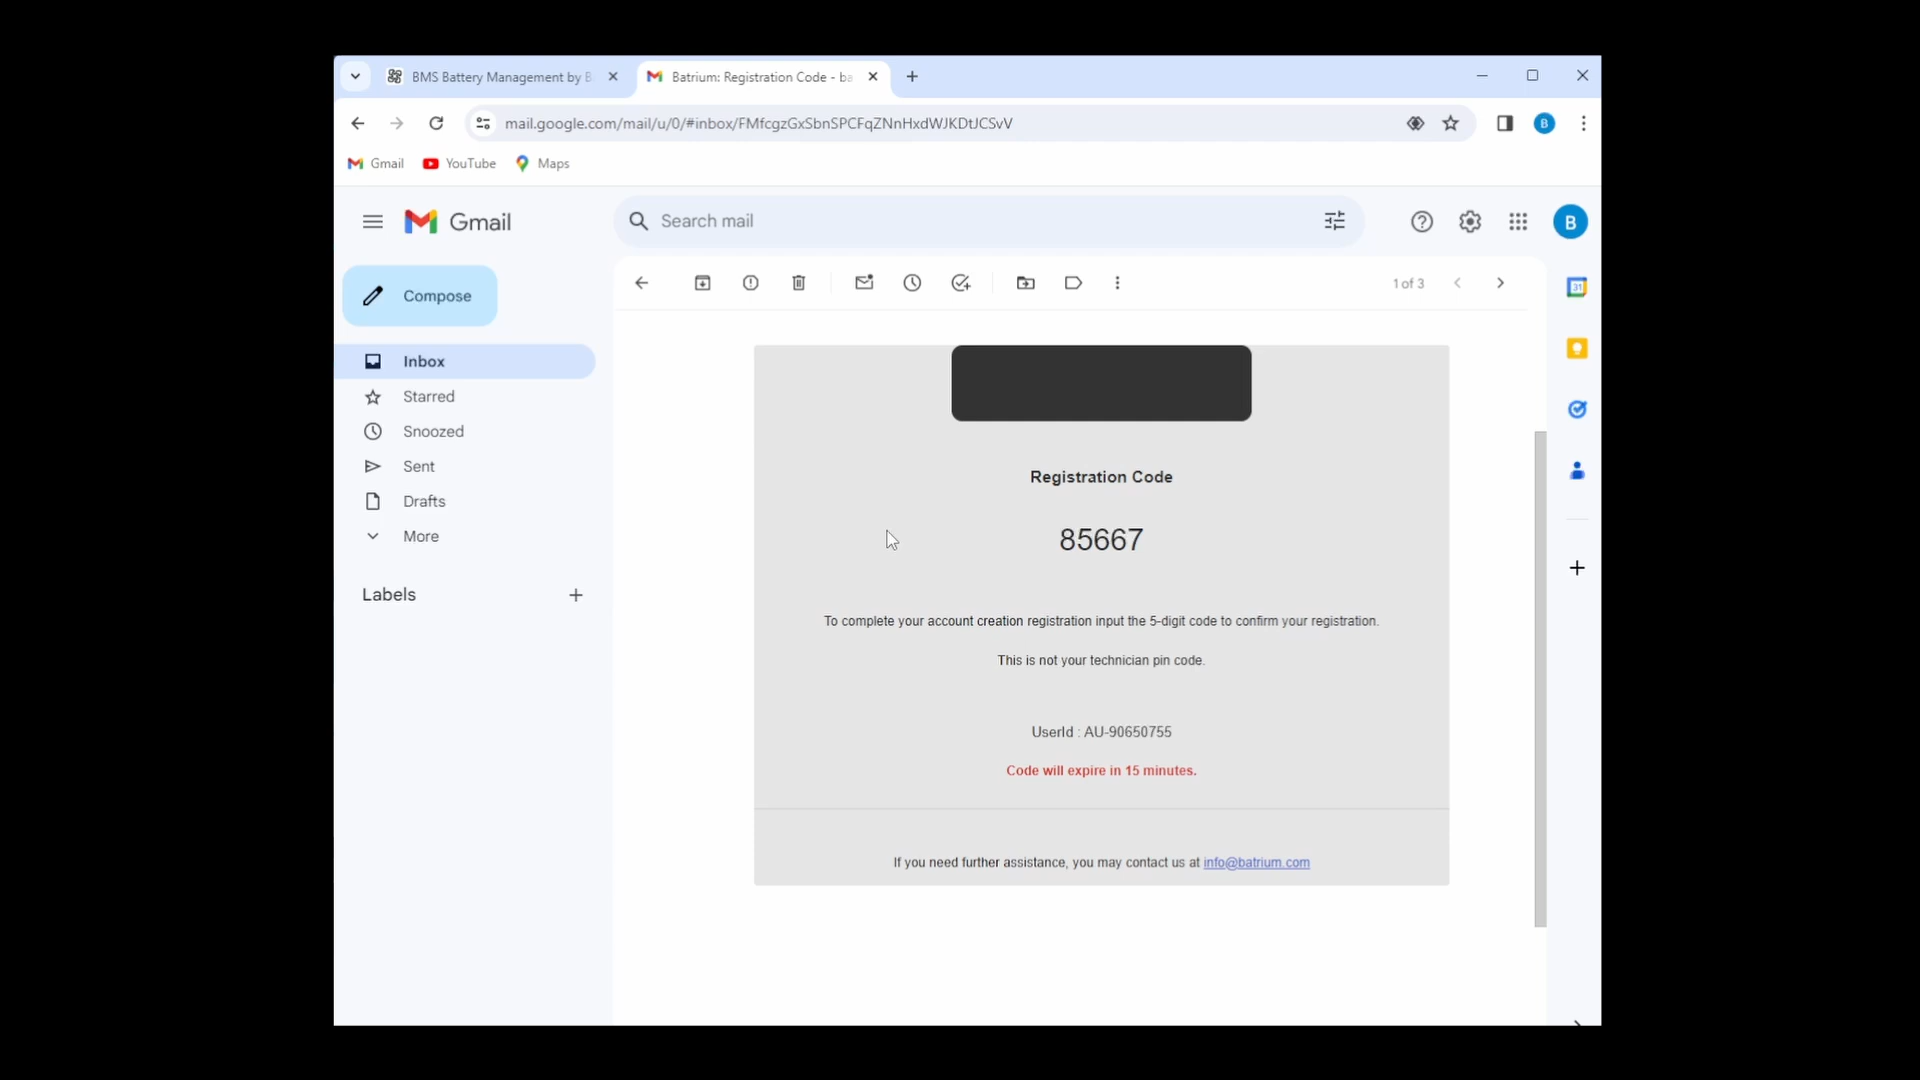 BMS Battery Management by B
Batrium: Registration Code - ba
mail.google.com/mail/u/0/#inbox/FMfcgzGxSbnSPCFqZNnHxdWJKDtJCSvV
B
Gmail
YouTube
Maps
Gmail
Search mail
B
Compose
1 of 3
31
Inbox
Starred
Snoozed
Sent
Drafts
More
Labels
Registration Code
85667
To complete your account creation registration input the 5-digit code to confirm your registration.
This is not your technician pin code.
UserId : AU-90650755
Code will expire in 15 minutes.
If you need further assistance, you may contact us at info@batrium.com